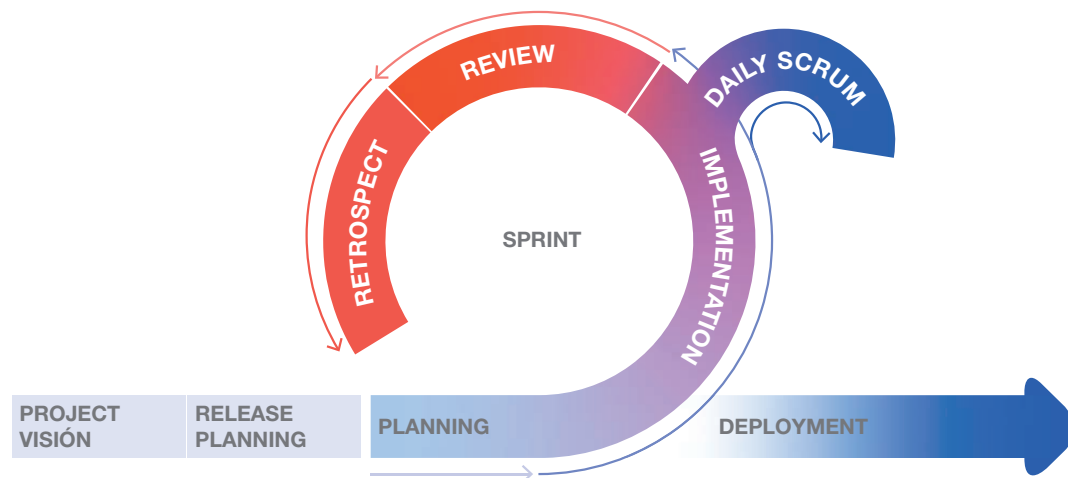 REVIEW
DAILY SCRUM
RETROSPECT
IMPLEMENTATION
SPRINT
PROJECT
VISIÓN
RELEASE
PLANNING
PLANNING
DEPLOYMENT